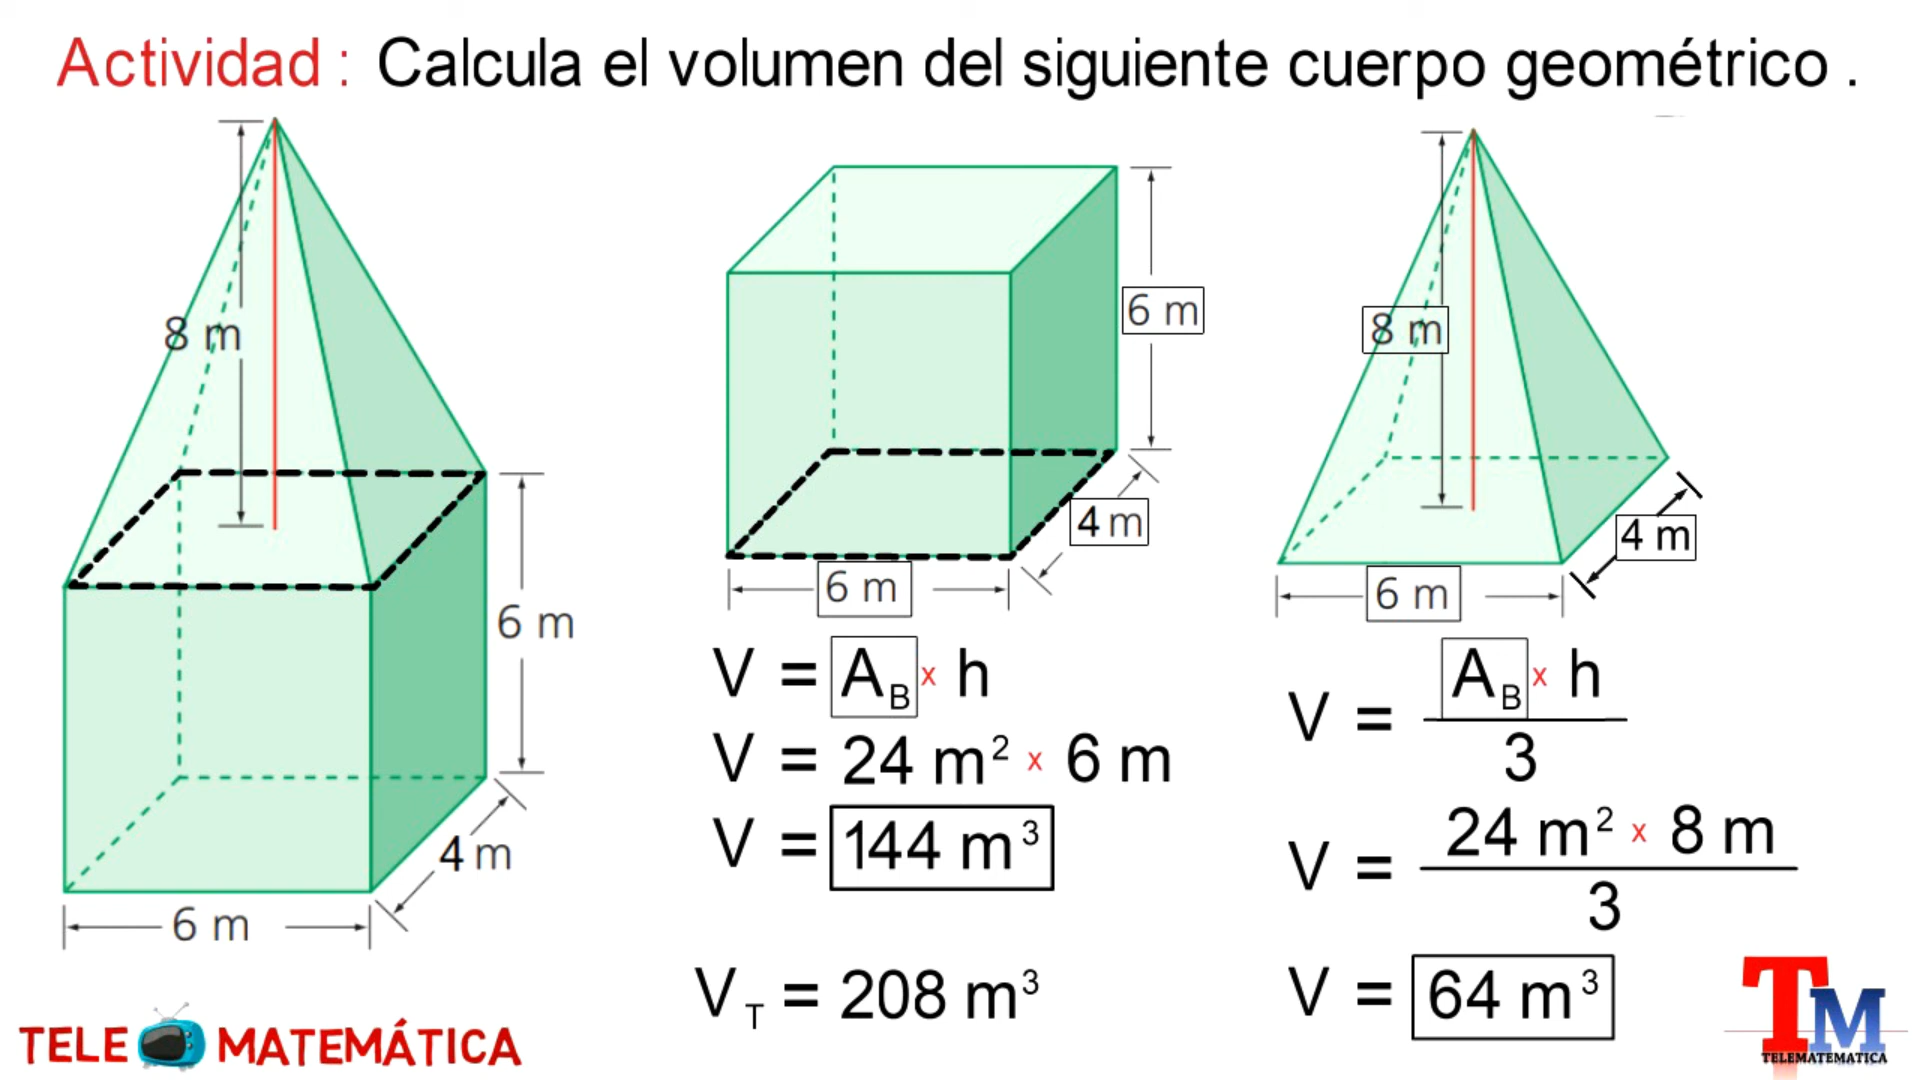 Actividad : Calcula el volumen del siguiente cuerpo geométrico .
8 m
6 m
4 m
6 m
6 m
4 m
6 m
V = A_B x h
V = 24 m² x 6 m
V = 144 m³
V_T = 208 m³
8 m
4 m
6 m
V = A_B x h
3
V = 24 m² x 8 m
3
V = 64 m³
TELE MATEMÁTICA
TM
TELEMATEMATICA